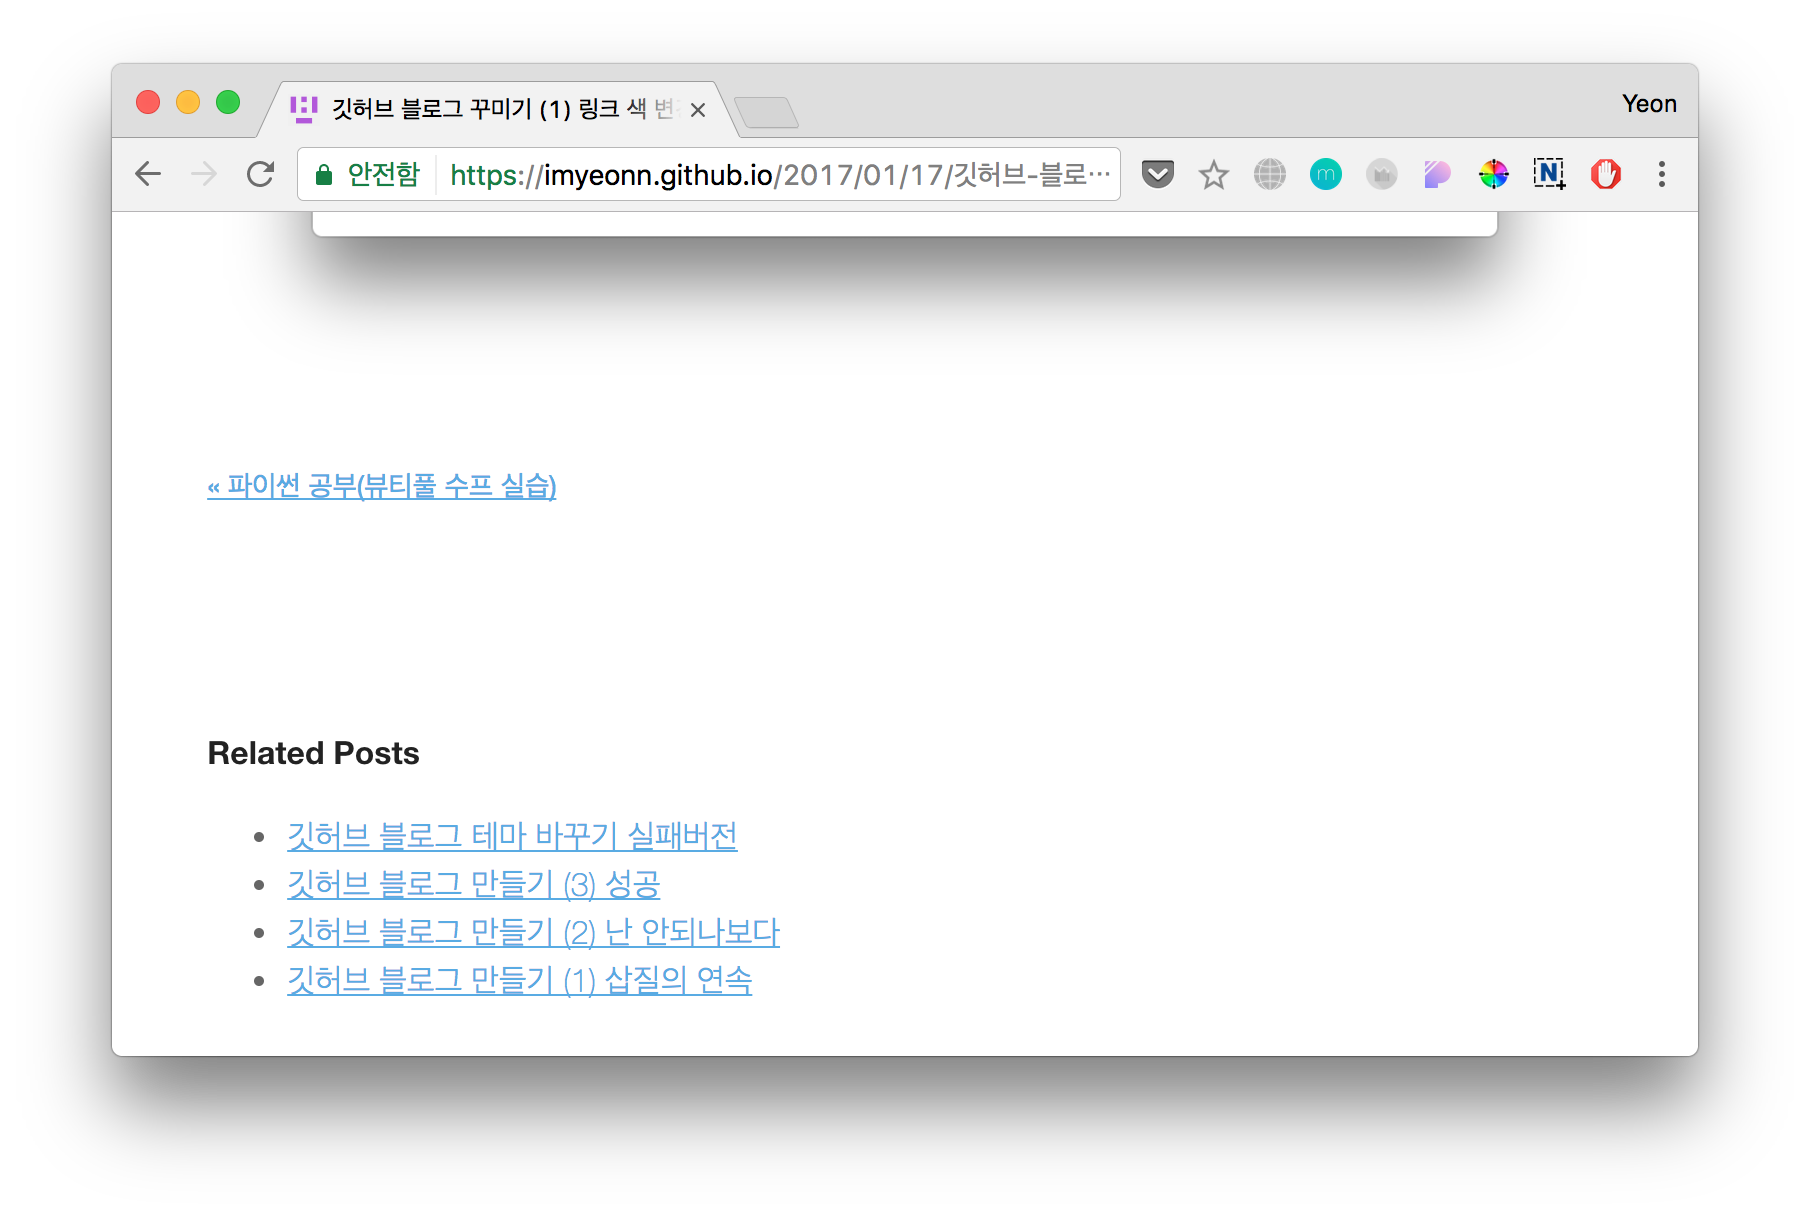 깃허브 블로그 꾸미기 (1) 링크 색 변
Yeon
안전함 https://imyeonn.github.io/2017/01/17/깃허브-블로…
« 파이썬 공부(뷰티풀 수프 실습)
Related Posts
깃허브 블로그 테마 바꾸기 실패버전
깃허브 블로그 만들기 (3) 성공
깃허브 블로그 만들기 (2) 난 안되나보다
깃허브 블로그 만들기 (1) 삽질의 연속